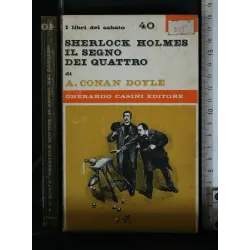 I libri del sabato 40
SHERLOCK HOLMES
IL SEGNO
DEI QUATTRO
di
A. CONAN DOYLE
GHERARDO CASINI EDITORE